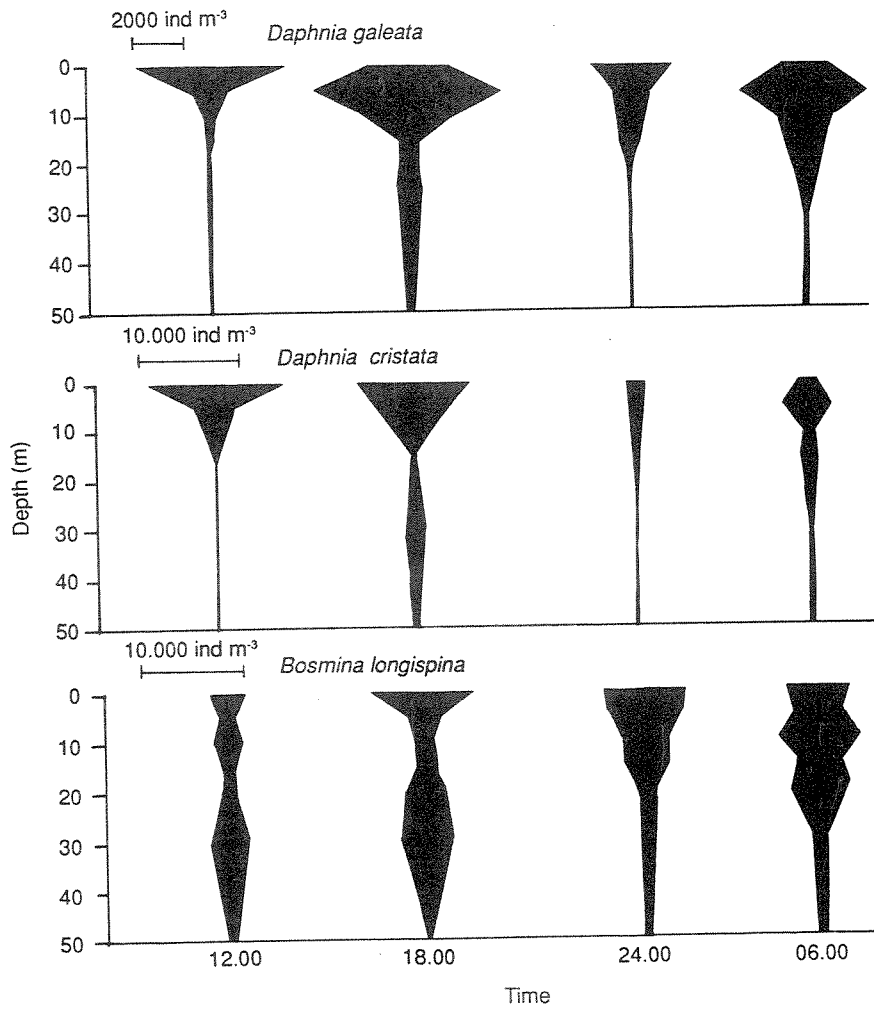 2000 ind m⁻³
Daphnia galeata
0
10
20
30
40
50
10.000 ind m⁻³
Daphnia cristata
0
10
20
30
40
50
Depth (m)
10.000 ind m⁻³
Bosmina longispina
0
10
20
30
40
50
12.00 18.00 24.00 06.00
Time